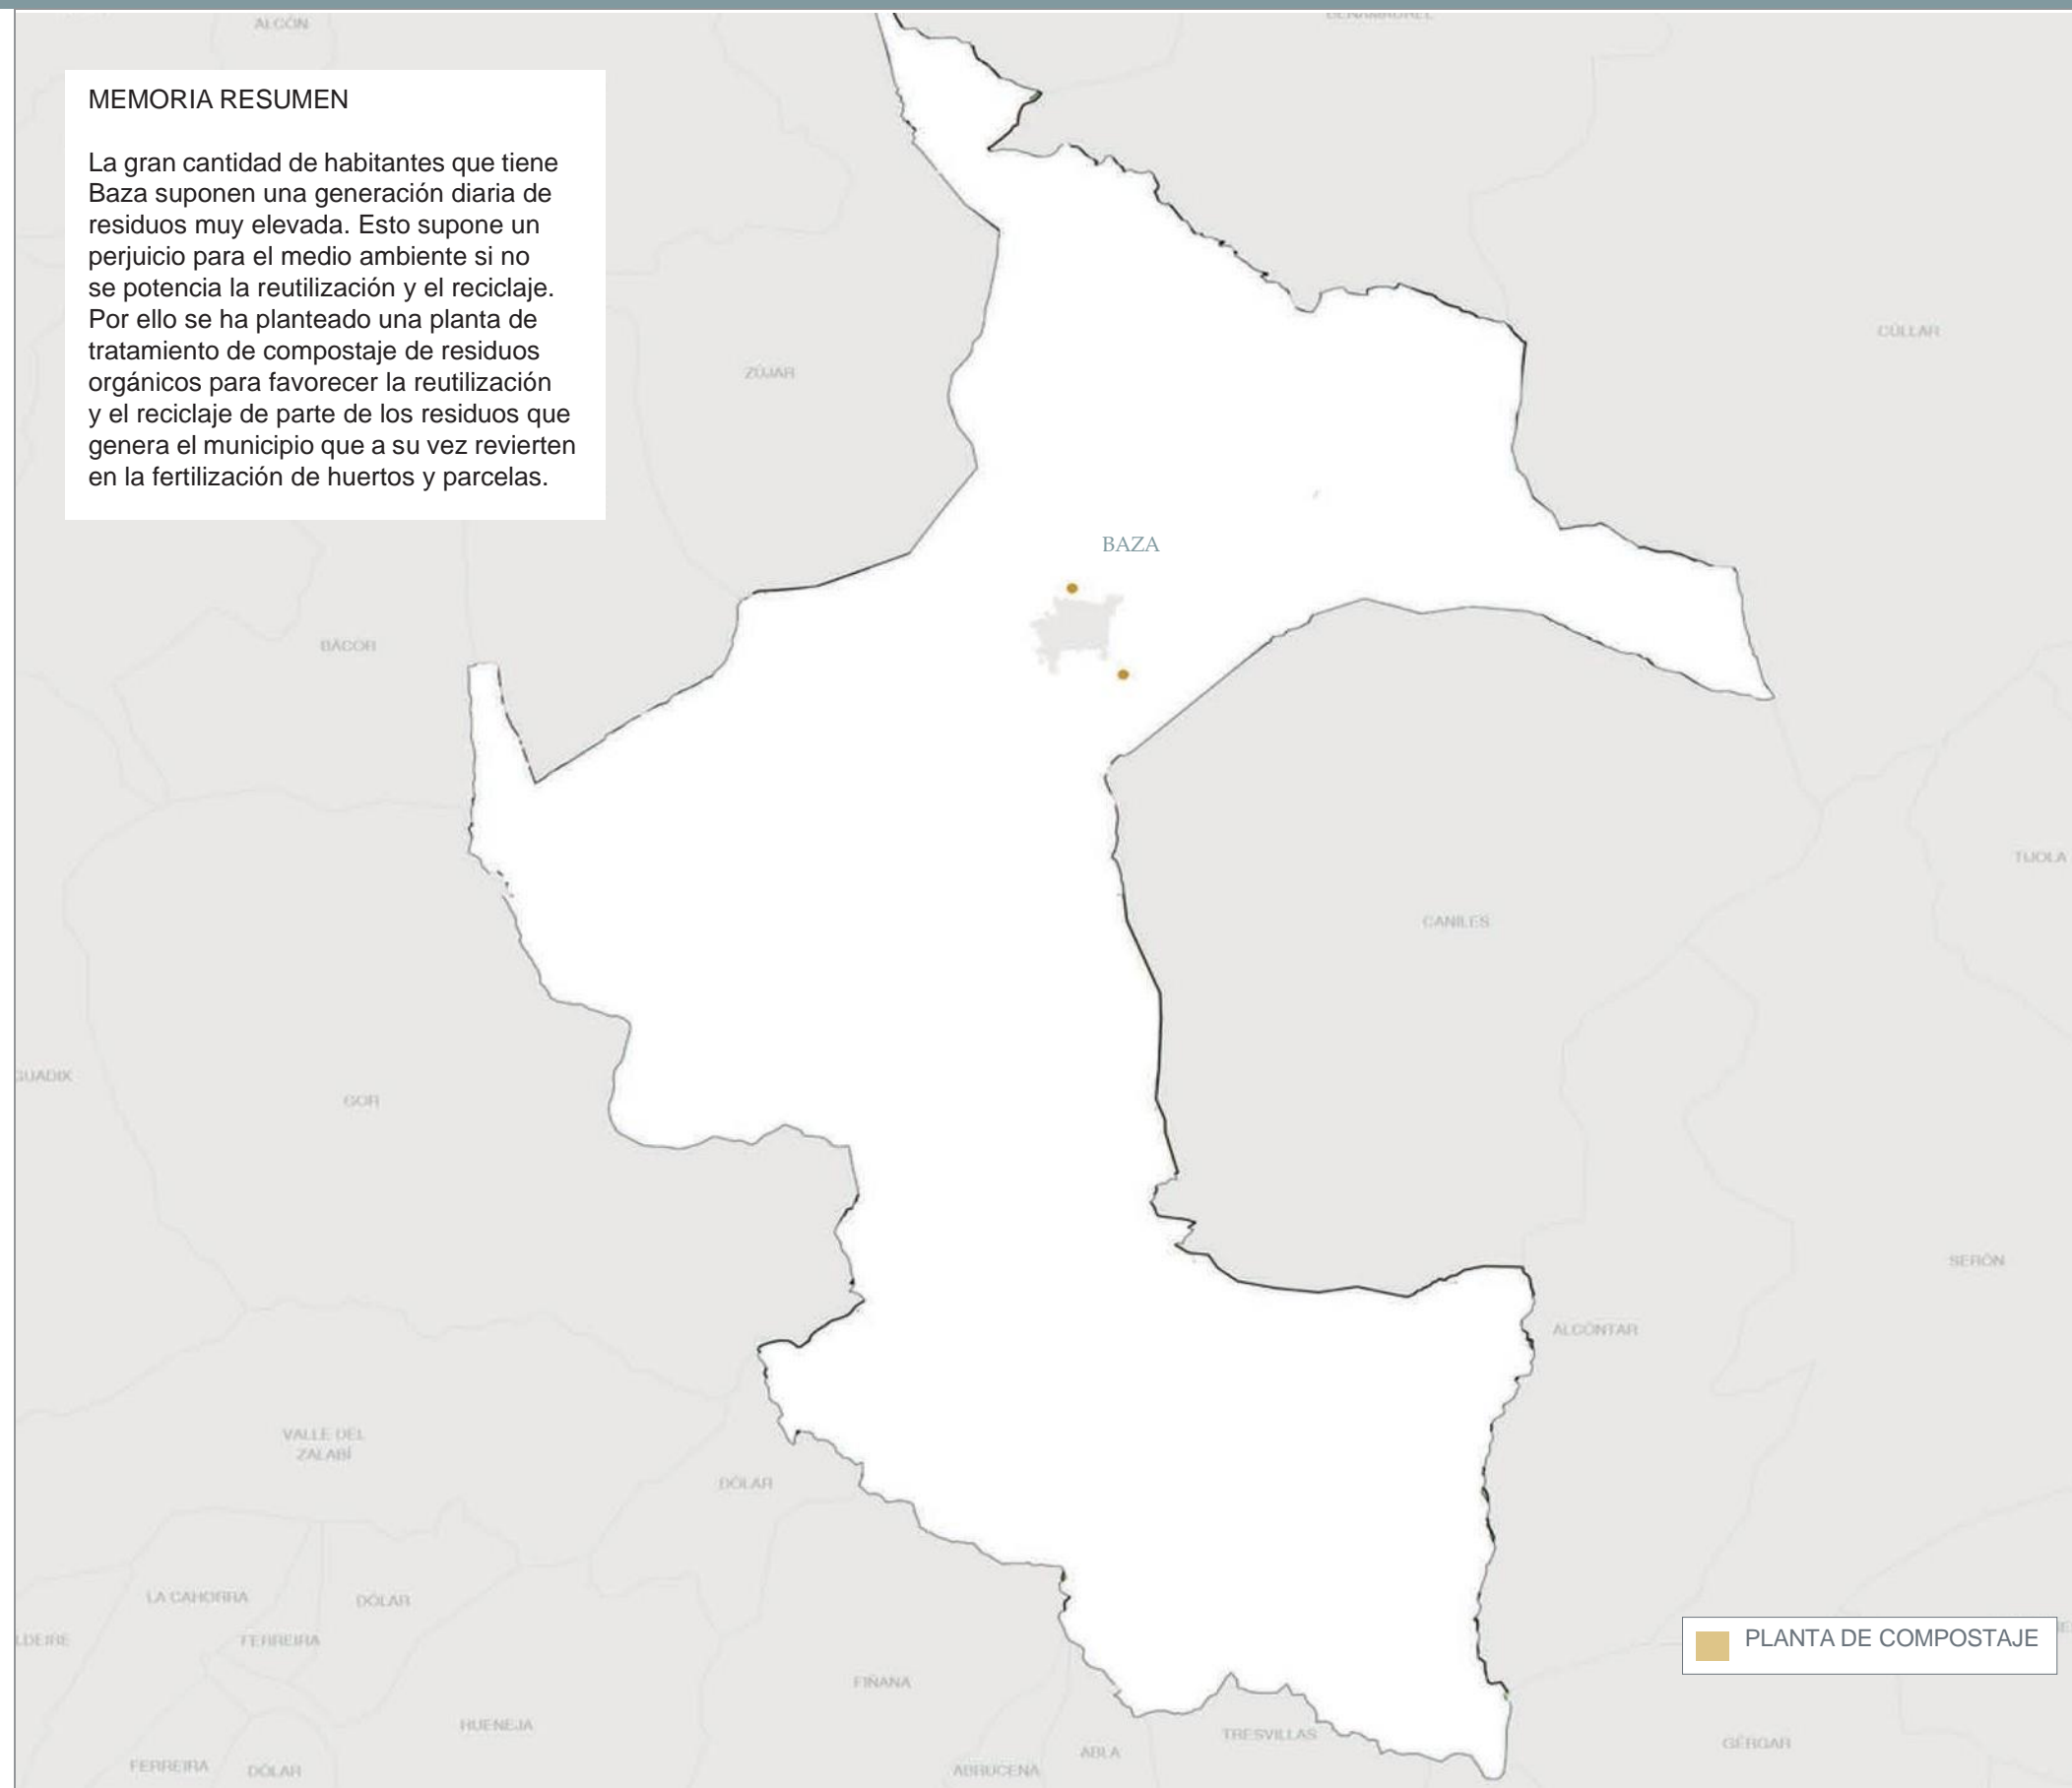 ALCÓN
BENAMAUREL
MEMORIA RESUMEN
La gran cantidad de habitantes que tiene
Baza suponen una generación diaria de
residuos muy elevada. Esto supone un
perjuicio para el medio ambiente si no
se potencia la reutilización y el reciclaje.
Por ello se ha planteado una planta de
tratamiento de compostaje de residuos
orgánicos para favorecer la reutilización
y el reciclaje de parte de los residuos que
genera el municipio que a su vez revierten
en la fertilización de huertos y parcelas.
CÚLLAR
ZÚJAR
BAZA
BÁCOR
TIJOLA
CANILES
GUADIX
GOR
SERÓN
ALCÓNTAR
VALLE DEL
ZALABÍ
DÓLAR
LA CAHORRA
DÓLAR
LDEIRE
FERREIRA
PLANTA DE COMPOSTAJE
FIÑANA
HUENEJA
TRESVILLAS
GÉRGAR
ABLA
FERREIRA
DÓLAR
ABRUCENA